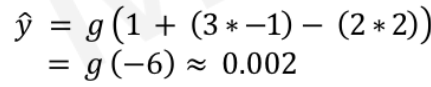 ŷ = g(1 + (3 * −1) − (2 * 2))
= g(−6) ≈ 0.002